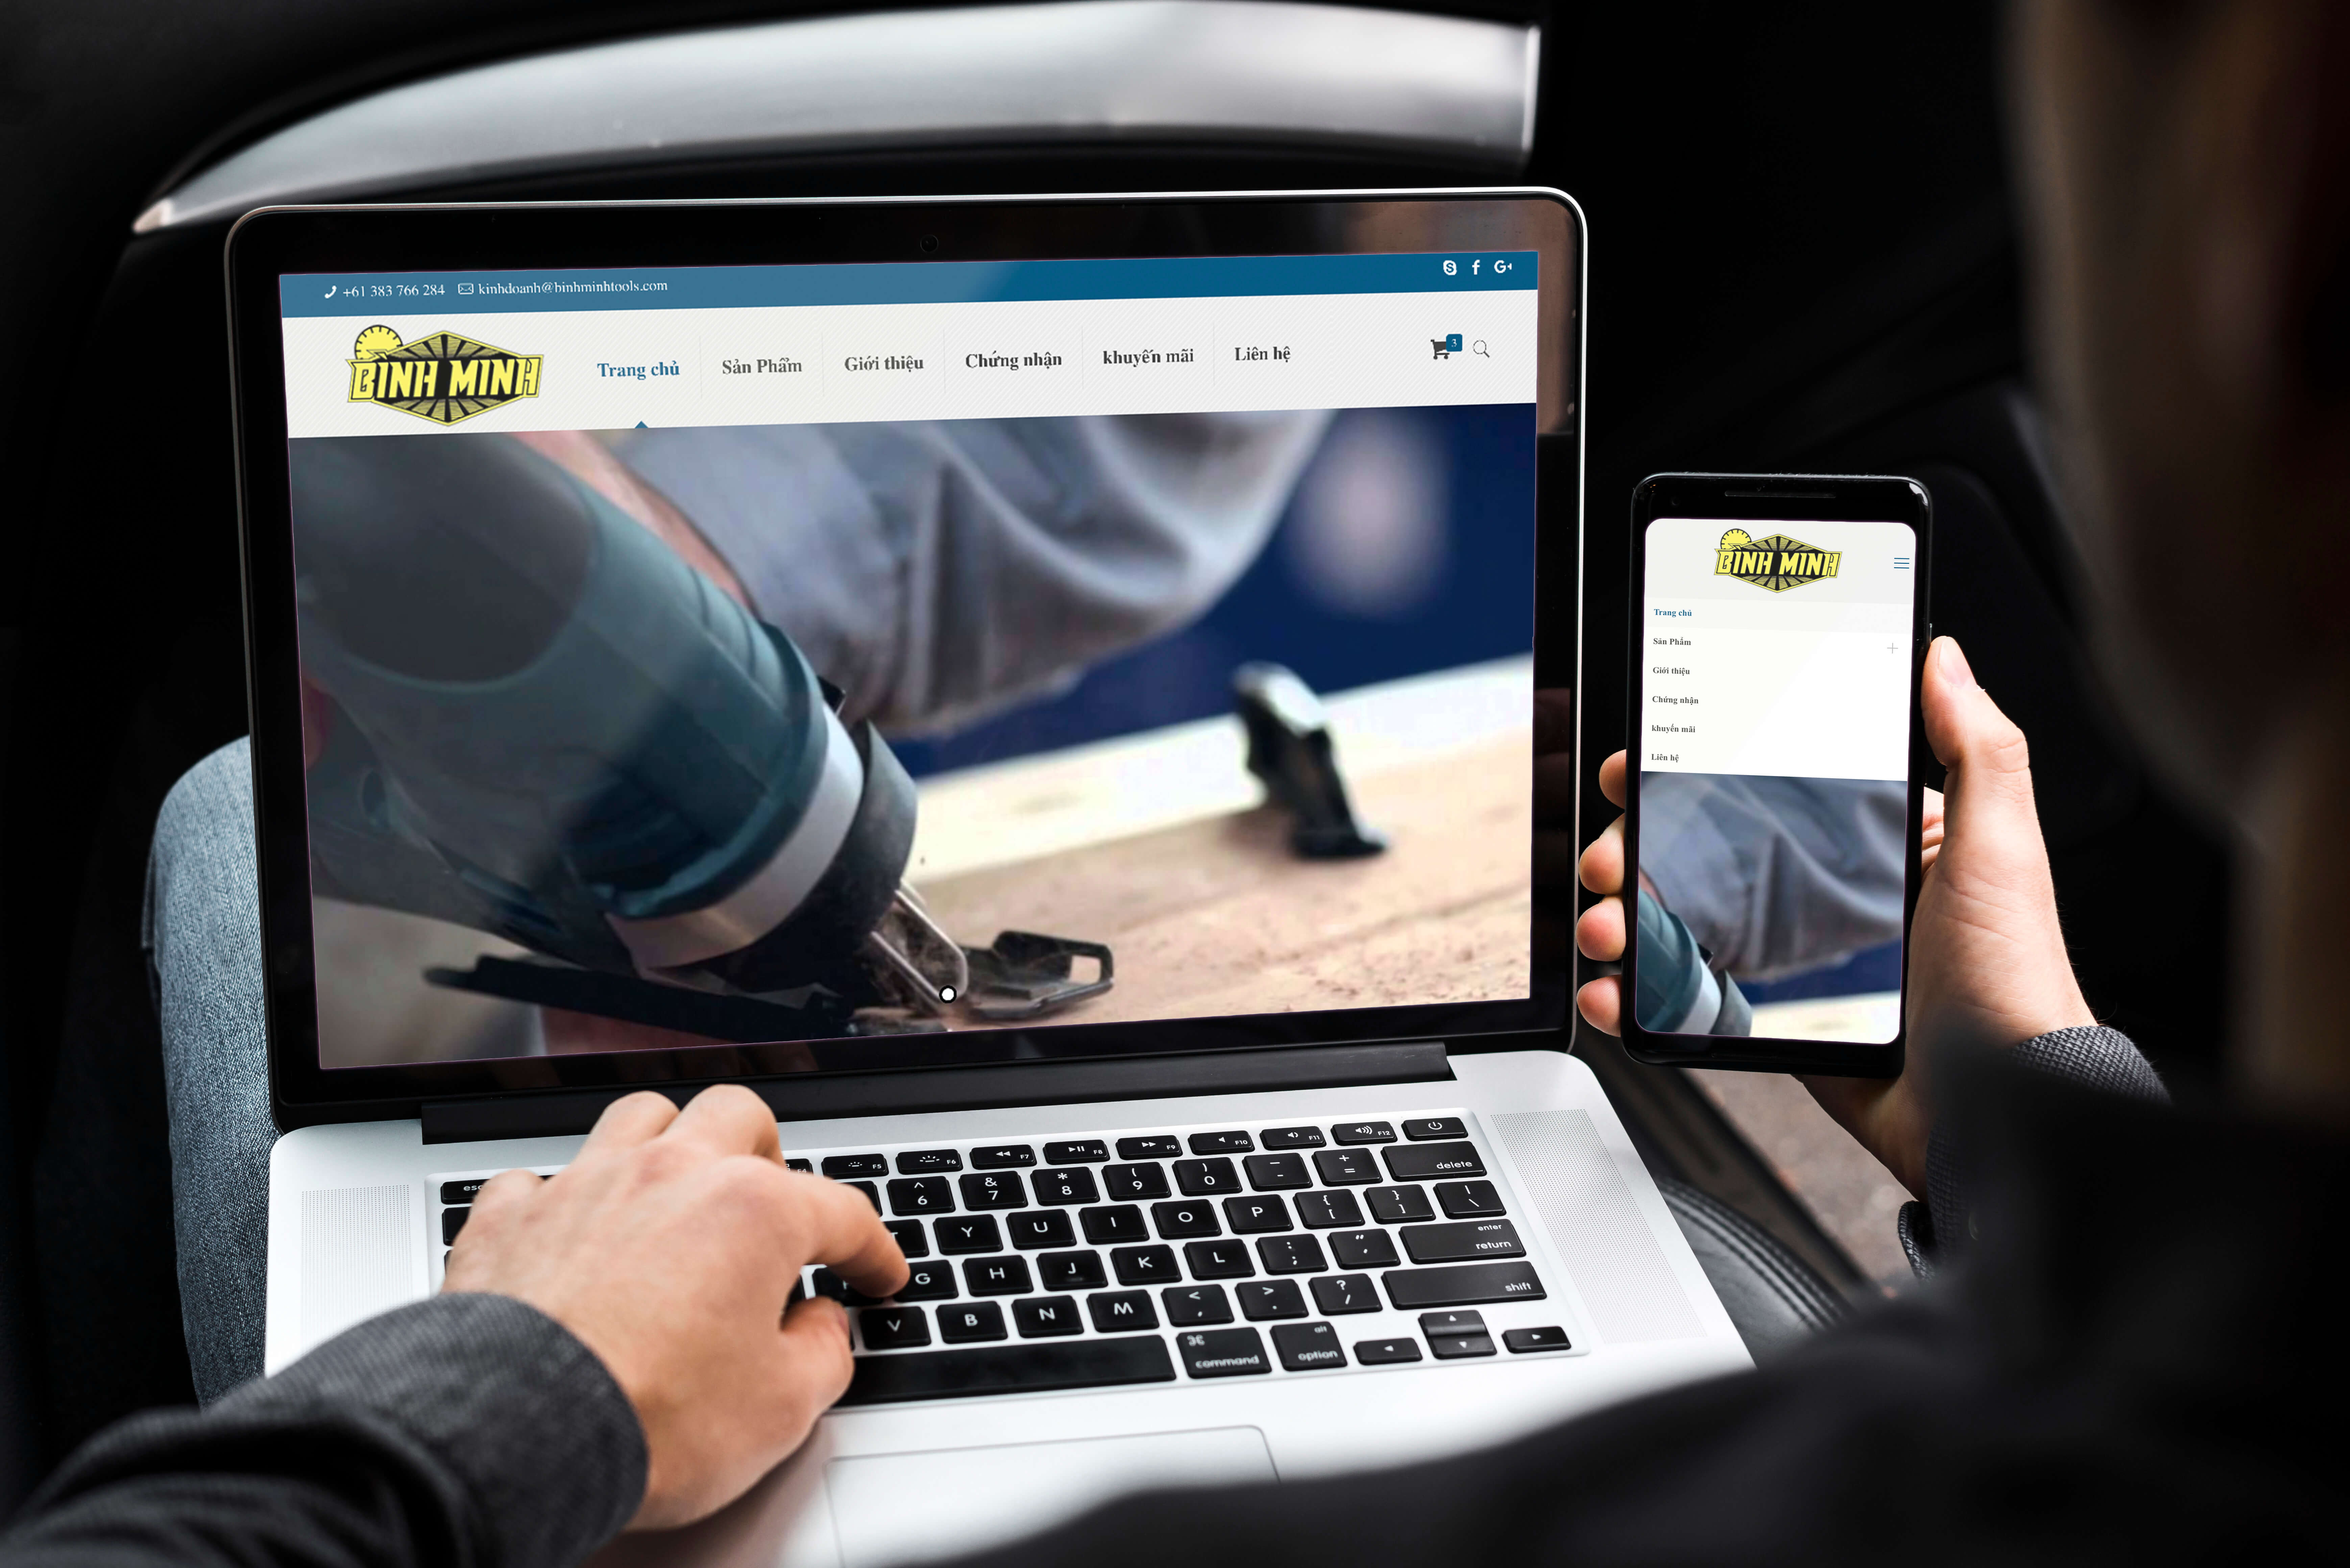 +61 383 766 284 kinhdoanh@binhminhtools.com
BÌNH MINH
Trang chủ Sản Phẩm Giới thiệu Chứng nhận khuyến mãi Liên hệ
3
BÌNH MINH
Trang chủ
Sản Phẩm
Giới thiệu
Chứng nhận
khuyến mãi
Liên hệ
esc F5 F6 F7 F8 F9 F10 F11 F12
^ 6 & 7 * 8 ( 9 ) 0 _ - + = delete
Y U I O P { [ } ] | \
G H J K L : ; " ' enter return
V B N M < , > . ? / shift
⌘ command alt option